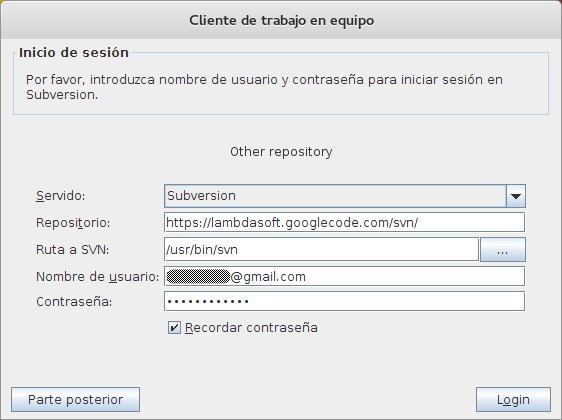 Cliente de trabajo en equipo
Inicio de sesión
Por favor, introduzca nombre de usuario y contraseña para iniciar sesión en
Subversion.
Other repository
Servido: Subversion
Repositorio: https://lambdasoft.googlecode.com/svn/
Ruta a SVN: /usr/bin/svn ...
Nombre de usuario: @gmail.com
Contraseña: ••••••••••••
Recordar contraseña
Parte posterior Login